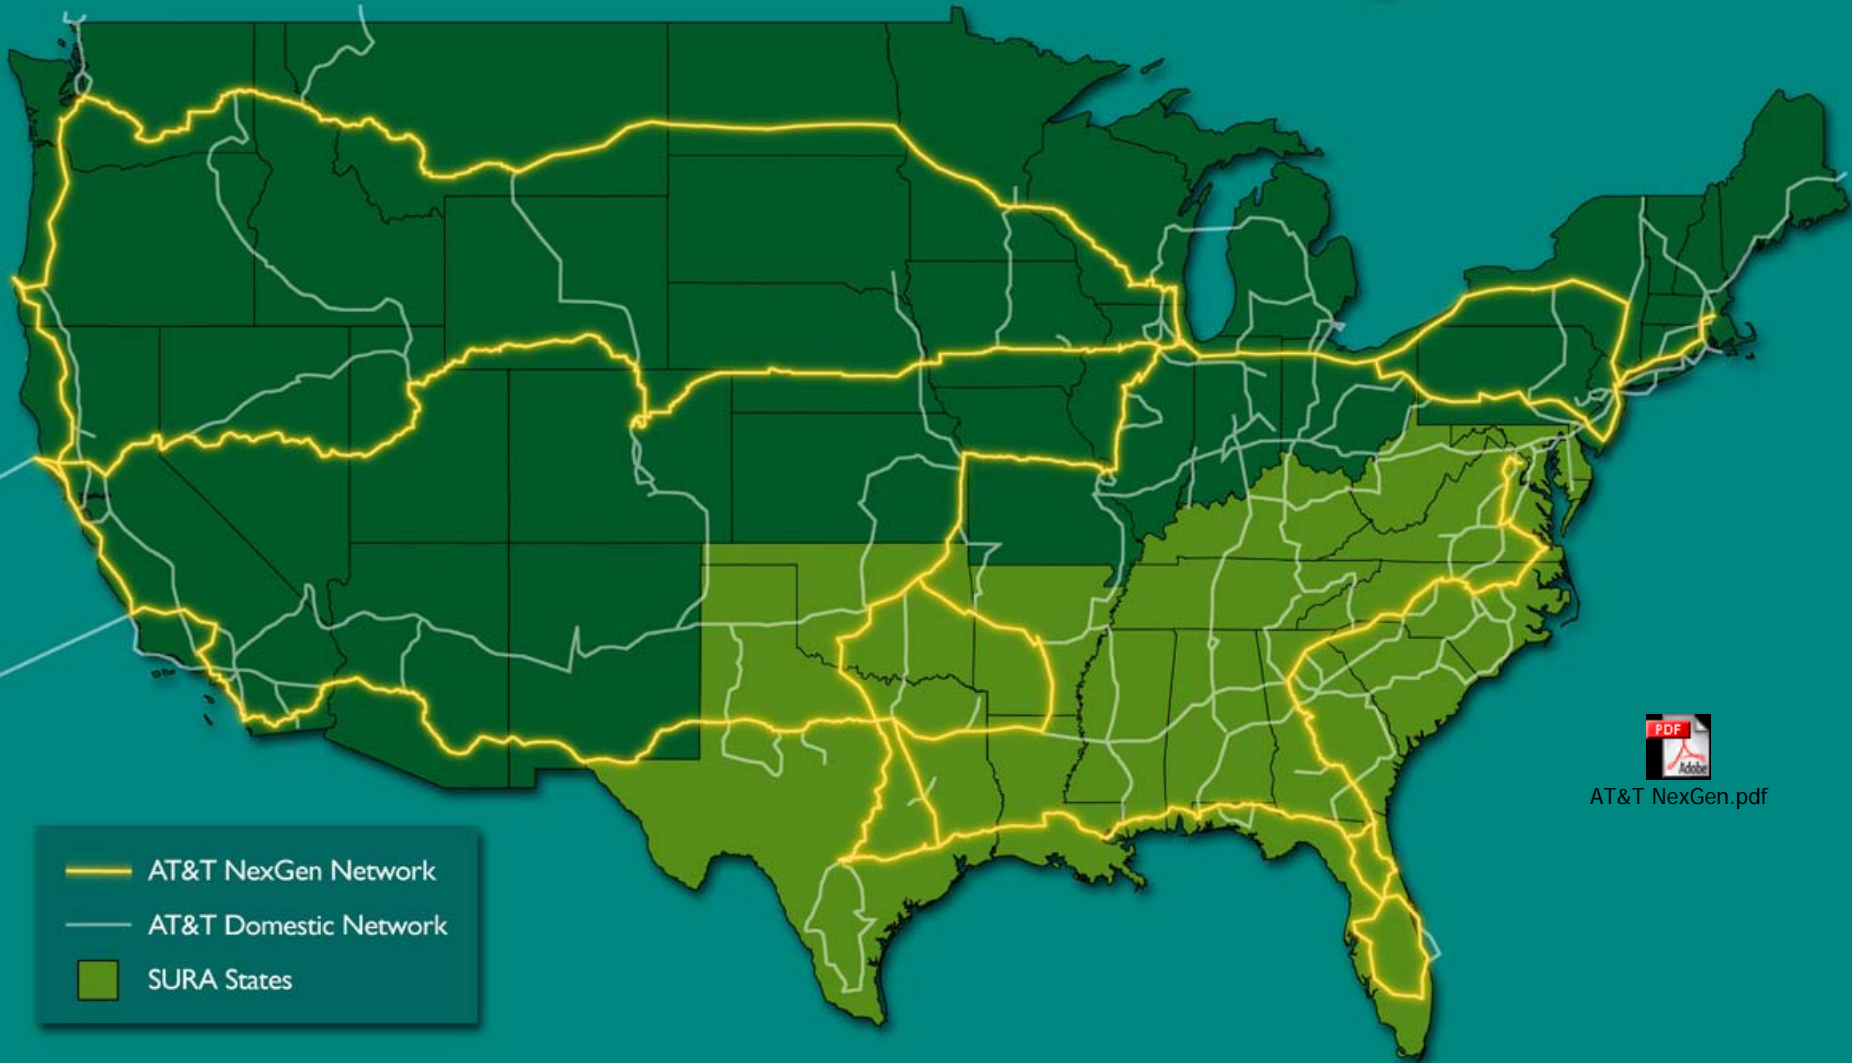 PDF
Adobe
AT&T NexGen.pdf
AT&T NexGen Network
AT&T Domestic Network
SURA States